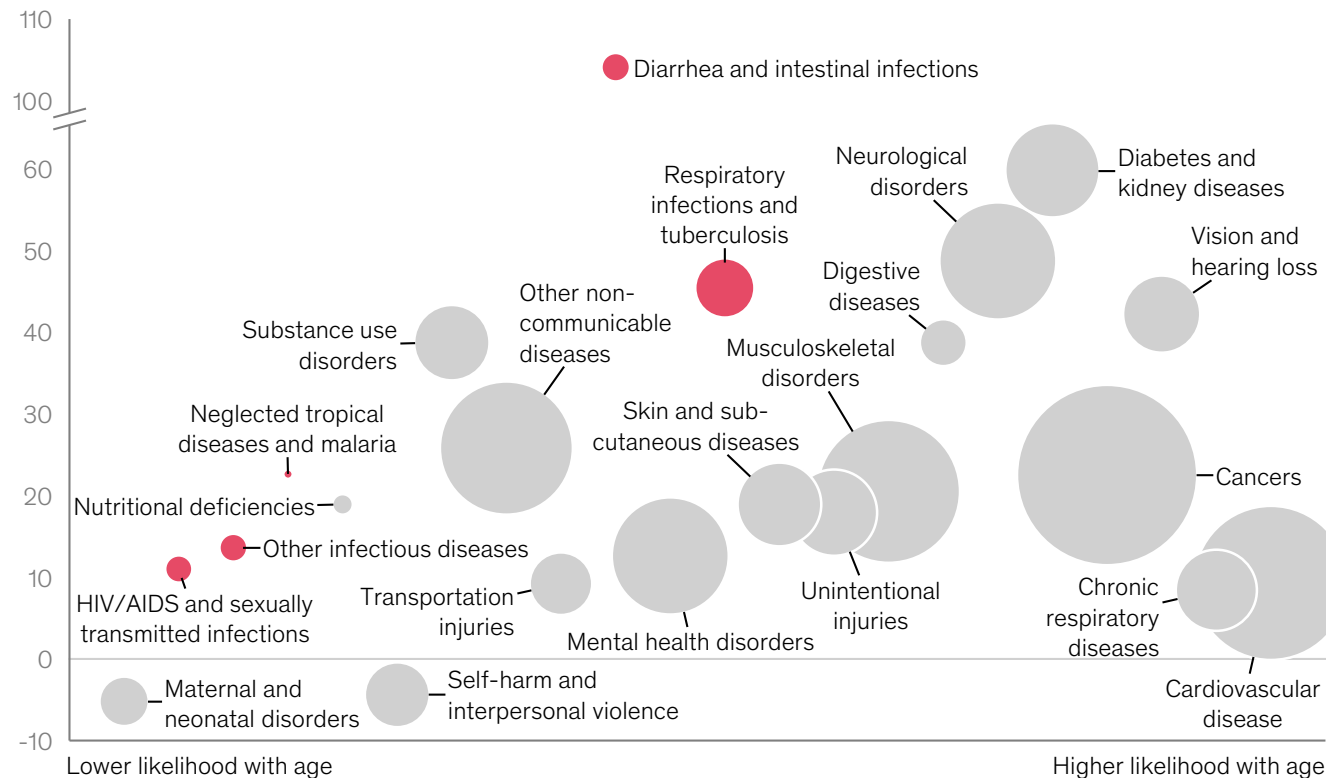 110
Diarrhea and intestinal infections
100
60
Neurological
disorders
Diabetes and
kidney diseases
Respiratory
infections and
tuberculosis
50
Vision and
hearing loss
Digestive
diseases
Other non-
communicable
diseases
40
Substance use
disorders
Musculoskeletal
disorders
30
Neglected tropical
diseases and malaria
Skin and sub-
cutaneous diseases
Cancers
20
Nutritional deficiencies
Other infectious diseases
10
HIV/AIDS and sexually
transmitted infections
Transportation
injuries
Mental health disorders
Unintentional
injuries
Chronic
respiratory
diseases
0
Maternal and
neonatal disorders
Self-harm and
interpersonal violence
Cardiovascular
disease
-10
Lower likelihood with age
Higher likelihood with age